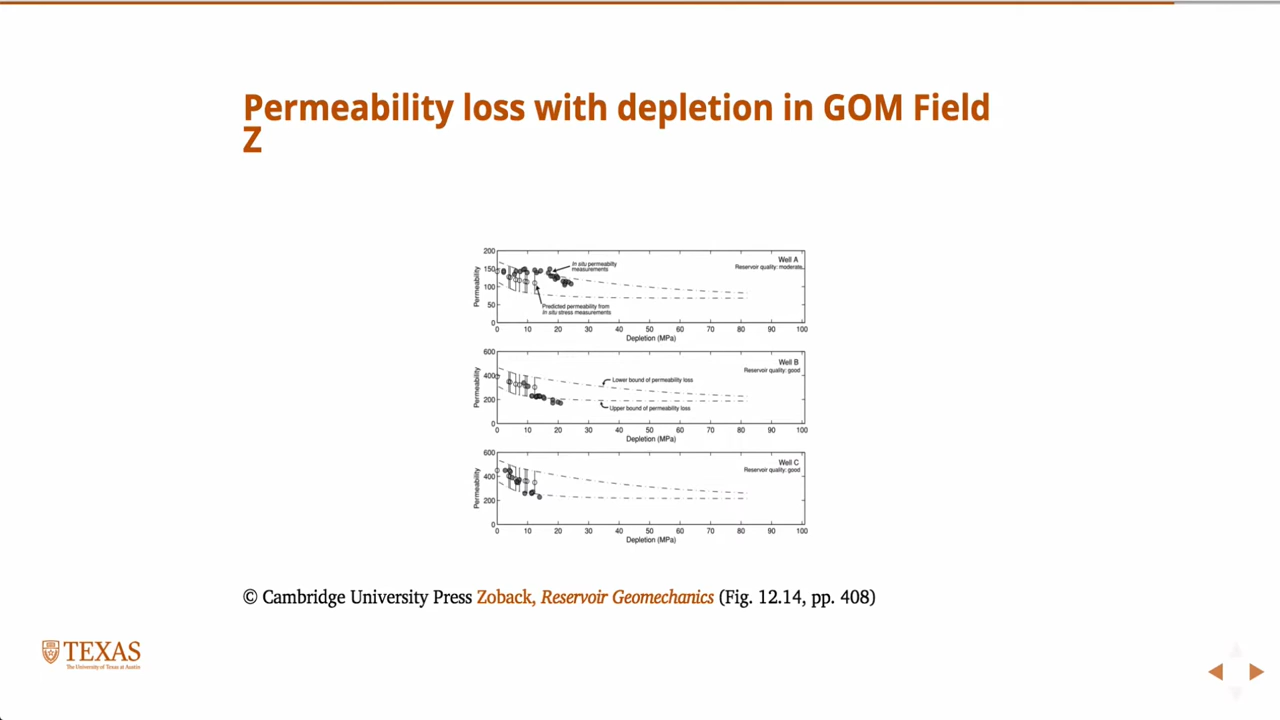 Permeability loss with depletion in GOM Field
Z
200
150
100
50
0
Permeability
In situ permeabilty
measurements
Predicted permeability from
In situ stress measurements
Well A
Reservoir quality: moderate
0 10 20 30 40 50 60 70 80 90 100
Depletion (MPa)
600
400
200
0
Permeability
Lower bound of permeability loss
Upper bound of permeability loss
Well B
Reservoir quality: good
0 10 20 30 40 50 60 70 80 90 100
Depletion (MPa)
600
400
200
0
Permeability
Well C
Reservoir quality: good
0 10 20 30 40 50 60 70 80 90 100
Depletion (MPa)
© Cambridge University Press Zoback, Reservoir Geomechanics (Fig. 12.14, pp. 408)
TEXAS
The University of Texas at Austin